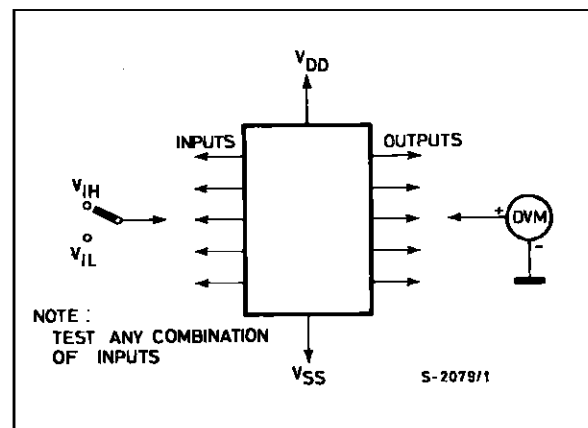 VDD
INPUTS
OUTPUTS
VIH
VIL
+
DVM
-
NOTE :
TEST ANY COMBINATION
OF INPUTS
VSS
S-2079/1